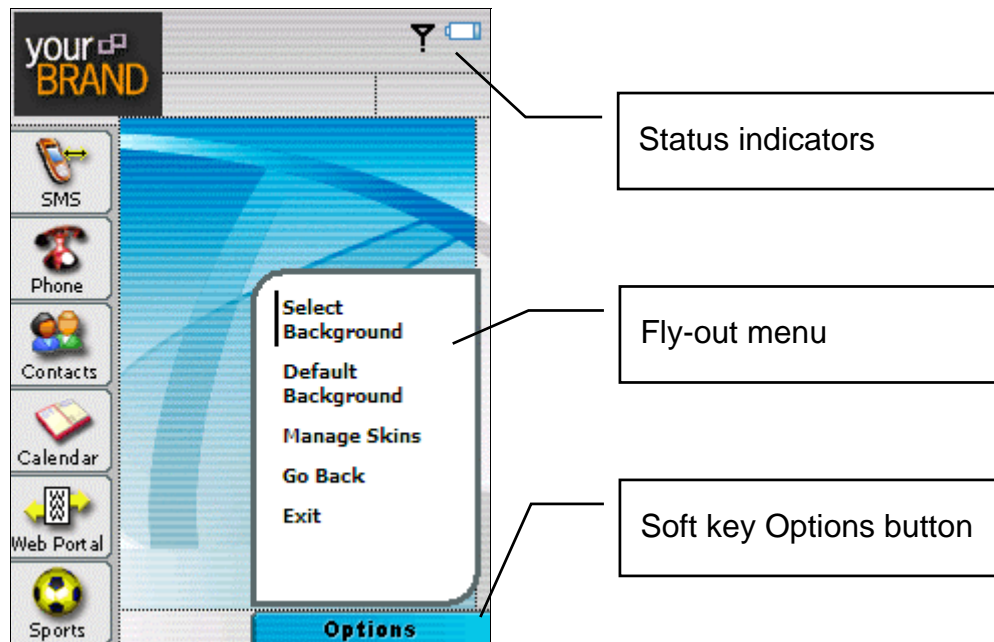 your
BRAND
SMS
Phone
Contacts
Calendar
Web Portal
Sports
Select
Background
Default
Background
Manage Skins
Go Back
Exit
Options
Status indicators
Fly-out menu
Soft key Options button